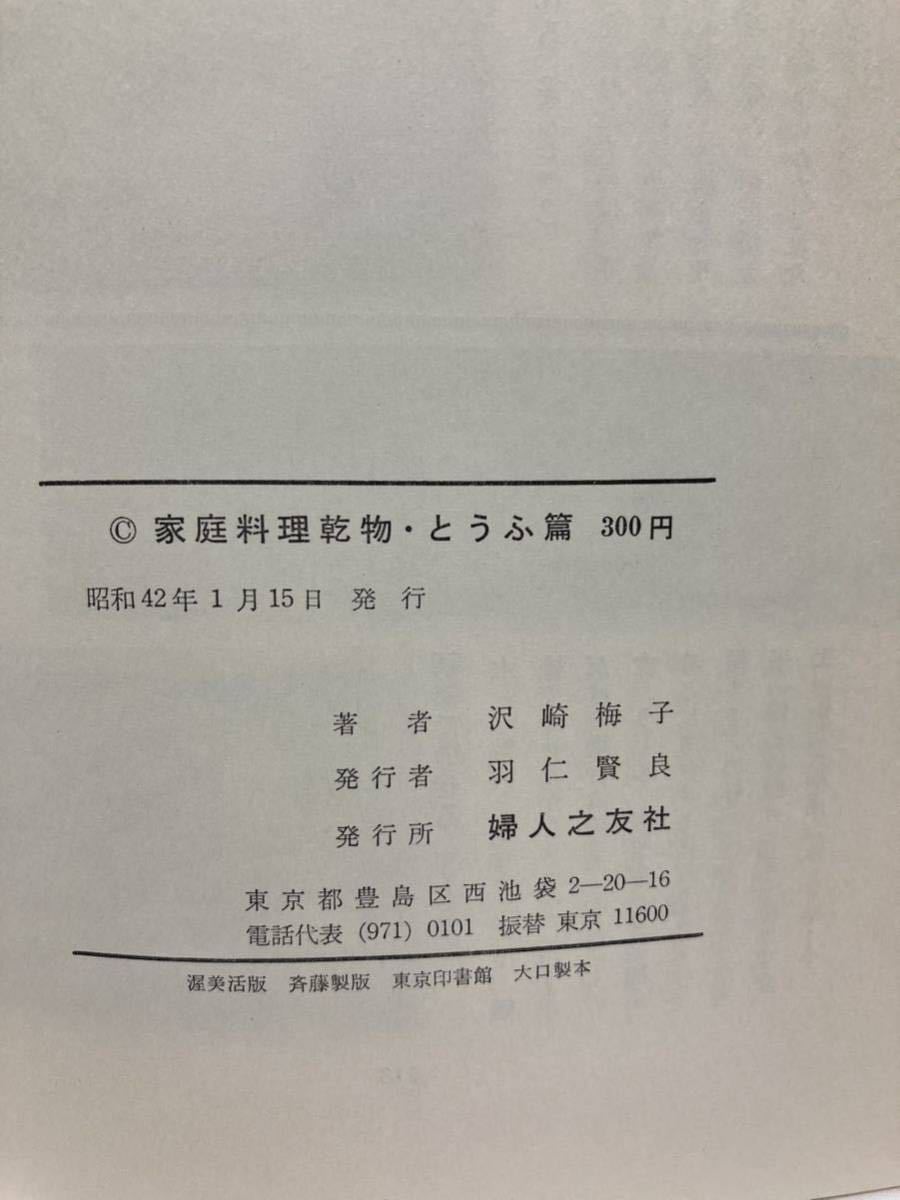 © 家庭料理乾物・とうふ篇 300円
昭和42年1月15日 発行
著者 沢崎梅子
発行者 羽仁賢良
発行所 婦人之友社
東京都豊島区西池袋2―20―16
電話代表 (971) 0101 振替 東京 11600
渥美活版 斉藤製版 東京印書館 大口製本